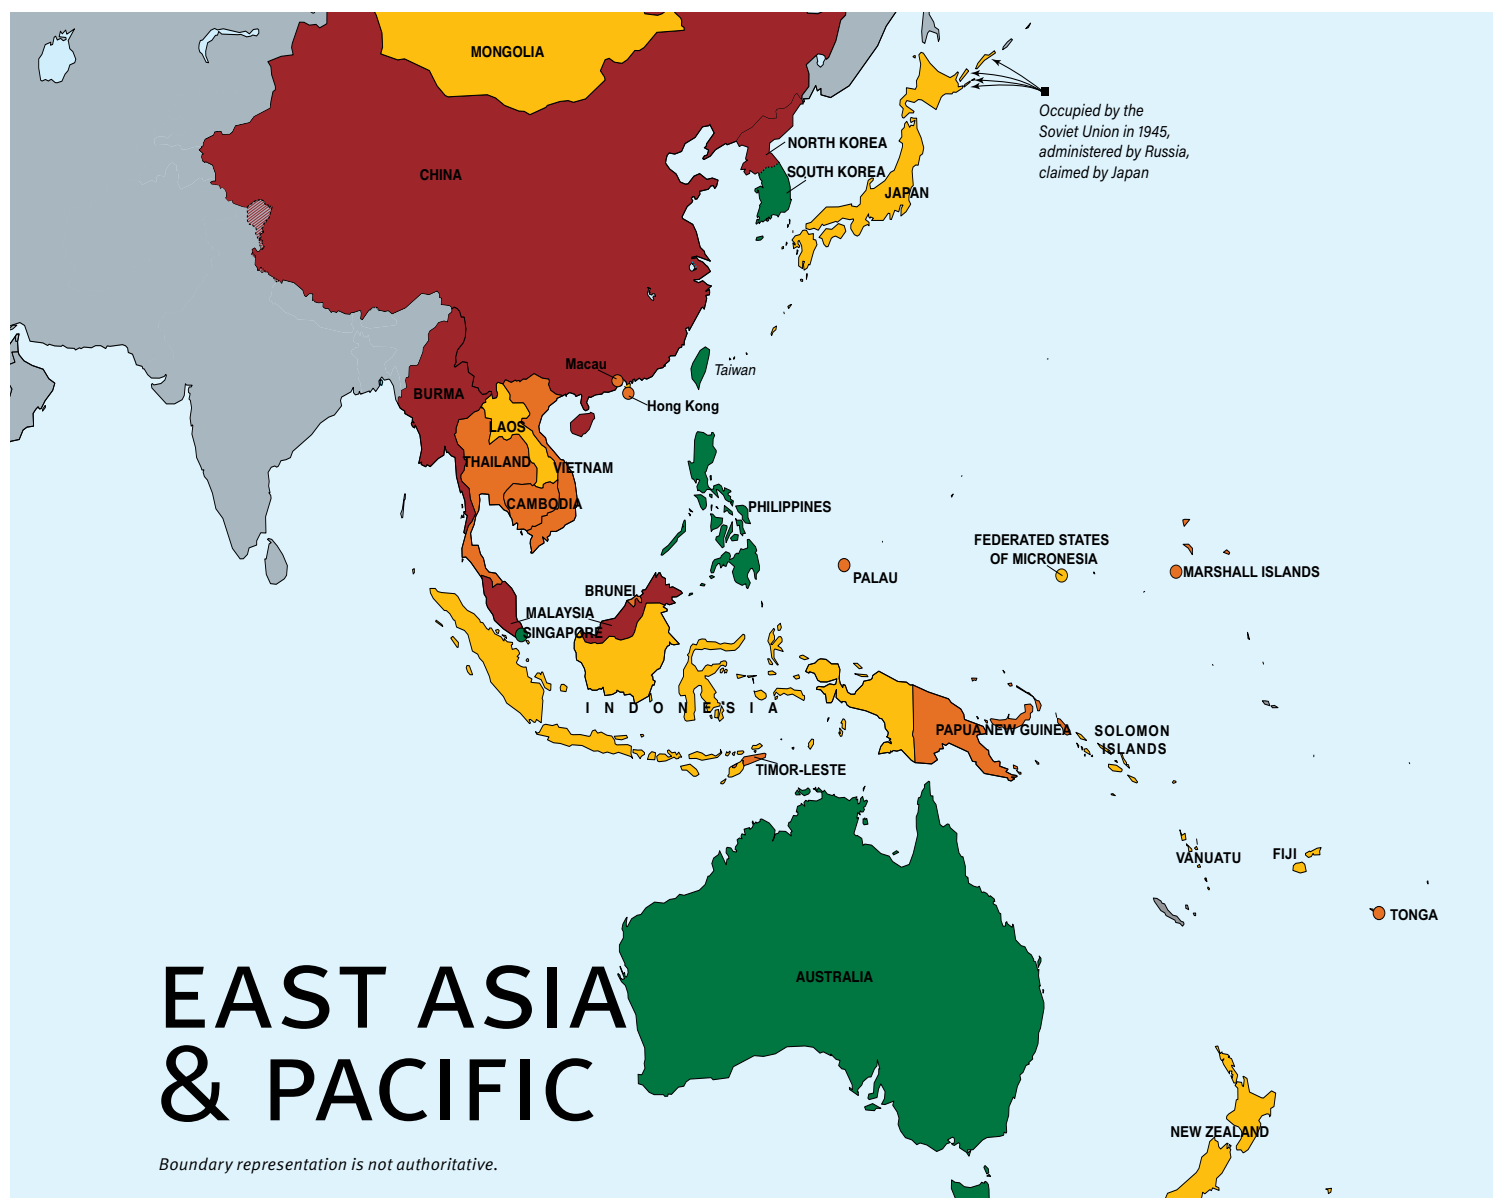 MONGOLIA
Occupied by the
Soviet Union in 1945,
administered by Russia,
claimed by Japan
NORTH KOREA
SOUTH KOREA
CHINA
JAPAN
Macau
Taiwan
BURMA
Hong Kong
LAOS
THAILAND
VIETNAM
CAMBODIA
PHILIPPINES
FEDERATED STATES
OF MICRONESIA
PALAU
MARSHALL ISLANDS
BRUNEI
MALAYSIA
SINGAPORE
INDONESIA
PAPUA NEW GUINEA
SOLOMON
ISLANDS
TIMOR-LESTE
VANUATU
FIJI
TONGA
AUSTRALIA
EAST ASIA
& PACIFIC
NEW ZEALAND
Boundary representation is not authoritative.